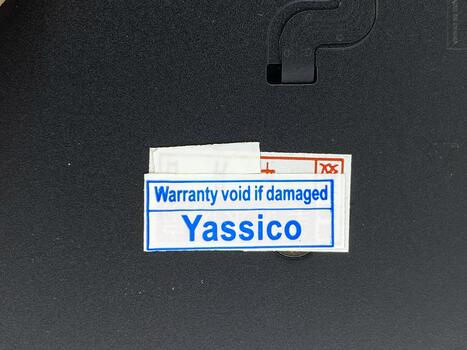 Warranty void if damaged
Yassico